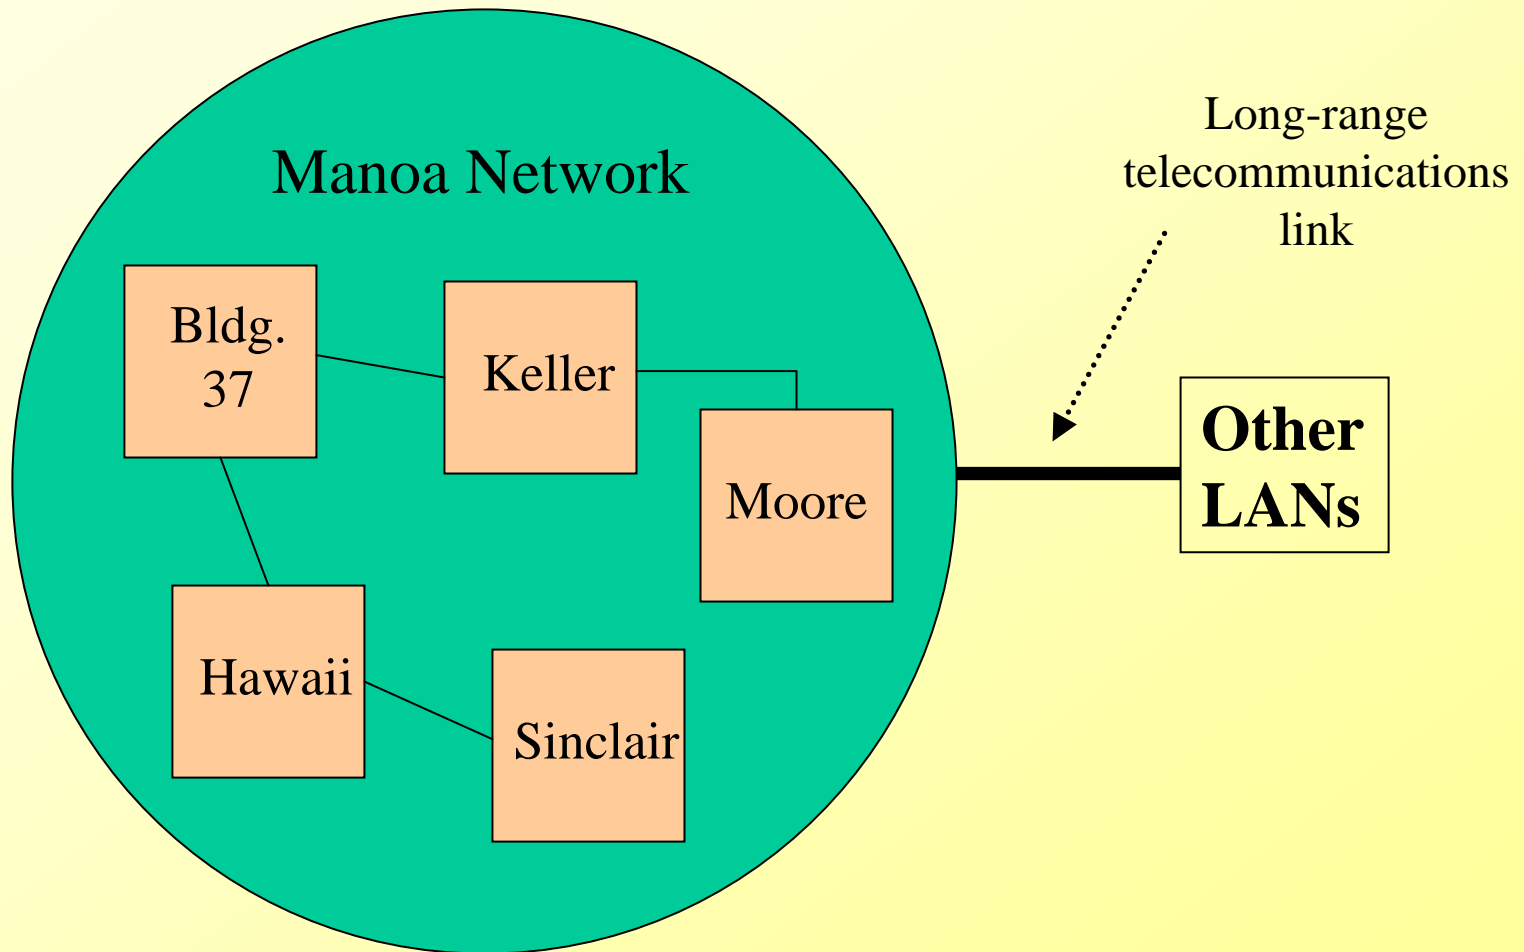 Manoa Network
Long-range
telecommunications
link
Bldg.
37
Keller
Moore
Other
LANs
Hawaii
Sinclair